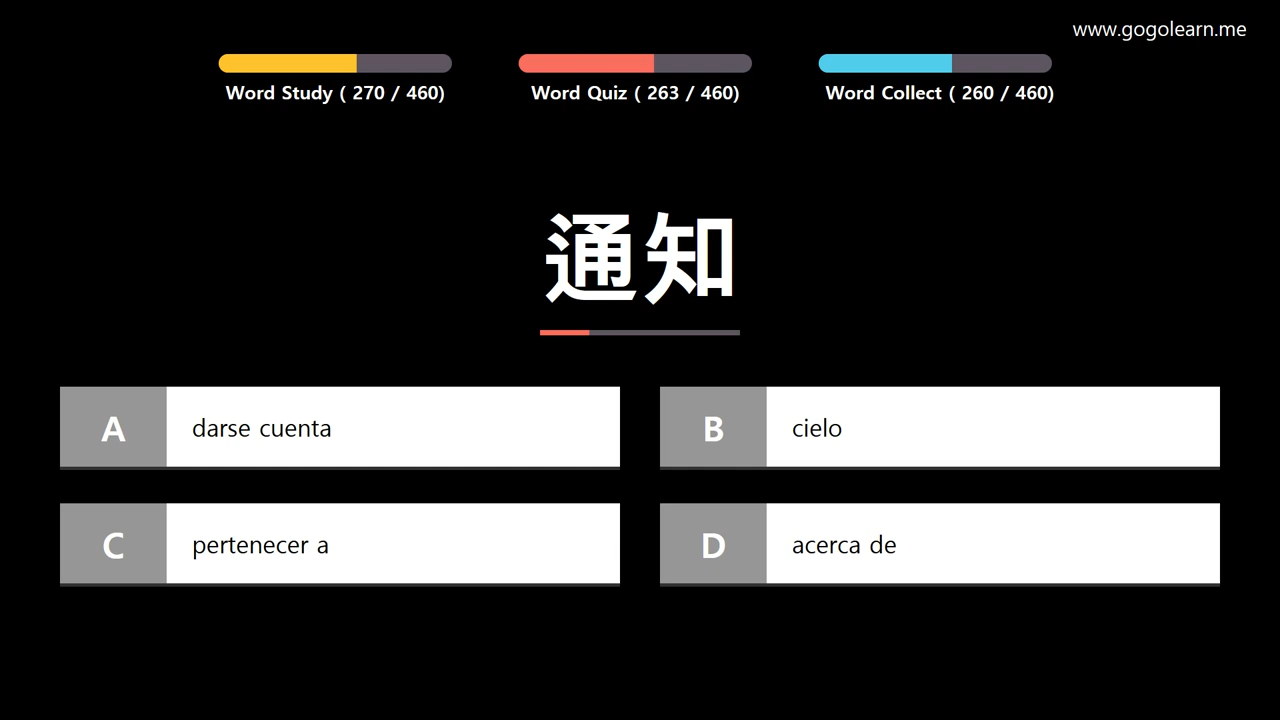 www.gogolearn.me
Word Study ( 270 / 460)
Word Quiz ( 263 / 460)
Word Collect ( 260 / 460)
通知
A
darse cuenta
B
cielo
C
pertenecer a
D
acerca de